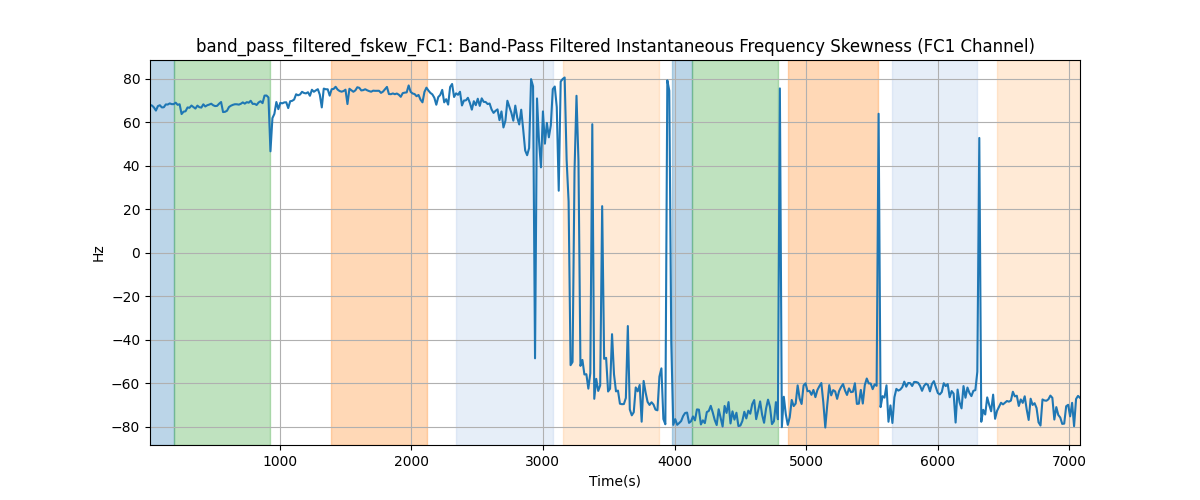 band_pass_filtered_fskew_FC1: Band-Pass Filtered Instantaneous Frequency Skewness (FC1 Channel)
80
60
40
20
0
−20
−40
−60
−80
Hz
1000 2000 3000 4000 5000 6000 7000
Time(s)